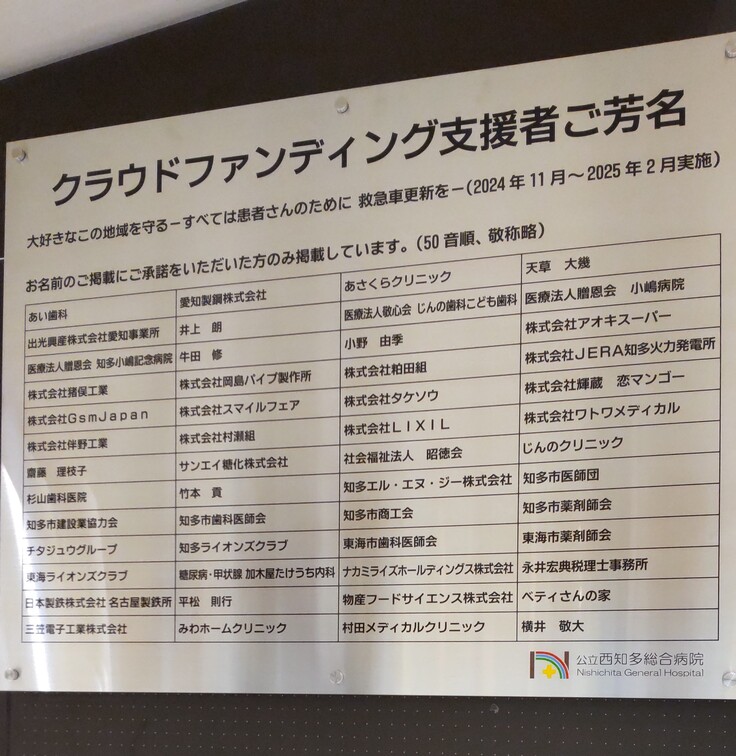 クラウドファンディング支援者ご芳名
大好きなこの地域を守る－すべては患者さんのために 救急車更新を－(2024年11月～2025年2月実施)
お名前のご掲載にご承諾をいただいた方のみ掲載しています。(50音順、敬称略)
あい歯科 愛知製鋼株式会社 あさくらクリニック 天草 大幾
出光興産株式会社愛知事業所 井上 朗 医療法人敬心会 じんの歯科こども歯科 医療法人贈恩会 小嶋病院
医療法人贈恩会 知多小嶋記念病院 牛田 修 小野 由季 株式会社アオキスーパー
株式会社猪俣工業 株式会社岡島パイプ製作所 株式会社粕田組 株式会社JERA知多火力発電所
株式会社GsmJapan 株式会社スマイルフェア 株式会社タケソウ 株式会社輝蔵 恋マンゴー
株式会社伴野工業 株式会社村瀬組 株式会社LIXIL 株式会社ワトワメディカル
齋藤 理枝子 サンエイ糖化株式会社 社会福祉法人 昭徳会 じんのクリニック
杉山歯科医院 竹本 貢 知多エル・エヌ・ジー株式会社 知多市医師団
知多市建設業協力会 知多市歯科医師会 知多市商工会 知多市薬剤師会
チタジュウグループ 知多ライオンズクラブ 東海市歯科医師会 東海市薬剤師会
東海ライオンズクラブ 糖尿病・甲状腺 加木屋たけうち内科 ナカミライズホールディングス株式会社 永井宏典税理士事務所
日本製鉄株式会社 名古屋製鉄所 平松 則行 物産フードサイエンス株式会社 ベティさんの家
三笠電子工業株式会社 みわホームクリニック 村田メディカルクリニック 横井 敬大
公立西知多総合病院
Nishichita General Hospital